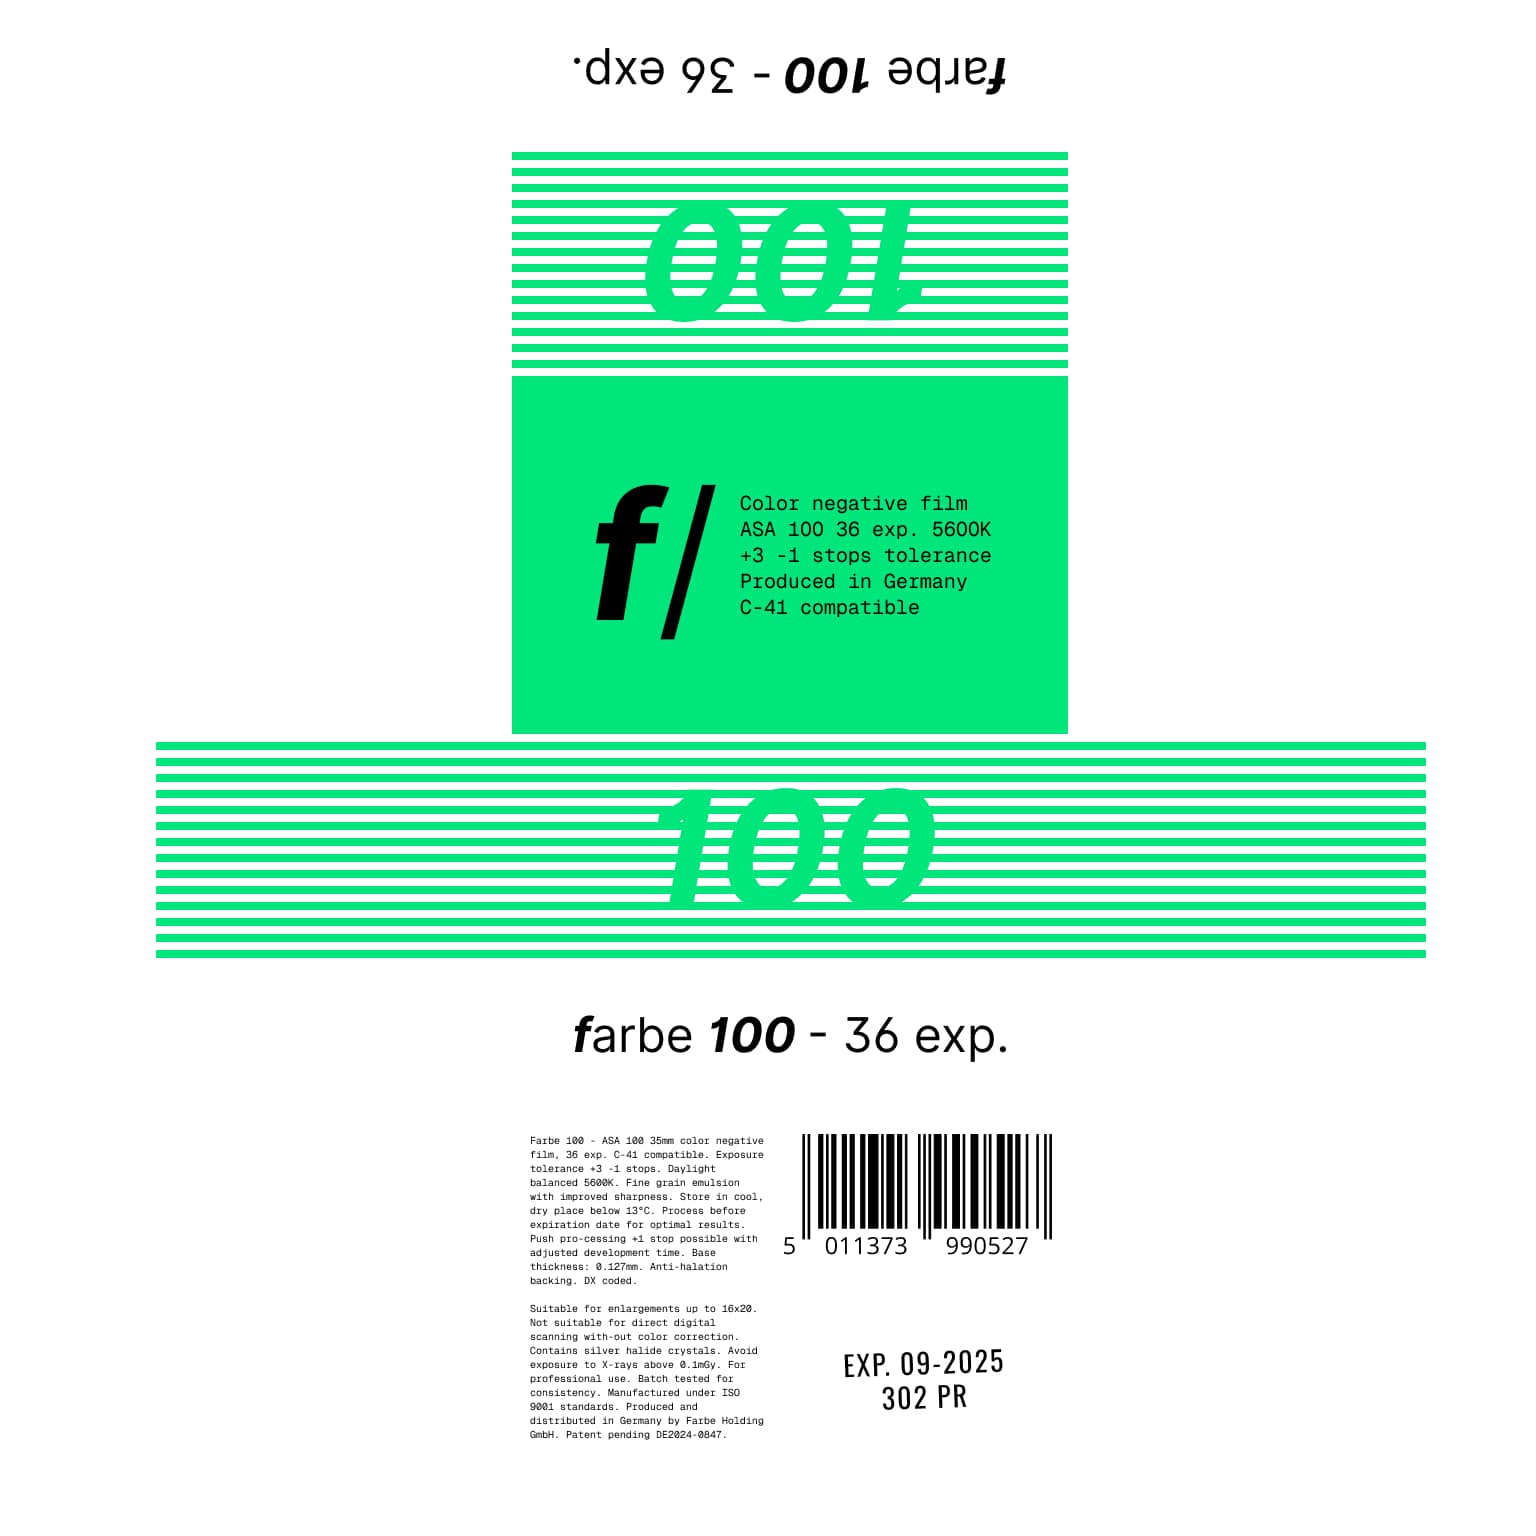 farbe 100 - 36 exp.
100
f/
Color negative film
ASA 100 36 exp. 5600K
+3 -1 stops tolerance
Produced in Germany
C-41 compatible
100
farbe 100 - 36 exp.
Farbe 100 - ASA 100 35mm color negative
film, 36 exp. C-41 compatible. Exposure
tolerance +3 -1 stops. Daylight
balanced 5600K. Fine grain emulsion
with improved sharpness. Store in cool,
dry place below 13°C. Process before
expiration date for optimal results.
Push pro-cessing +1 stop possible with
adjusted development time. Base
thickness: 0.127mm. Anti-halation
backing. DX coded.
Suitable for enlargements up to 16x20.
Not suitable for direct digital
scanning with-out color correction.
Contains silver halide crystals. Avoid
exposure to X-rays above 0.1mGy. For
professional use. Batch tested for
consistency. Manufactured under ISO
9001 standards. Produced and
distributed in Germany by Farbe Holding
GmbH. Patent pending DE2024-0847.
5 011373 990527
EXP. 09-2025
302 PR